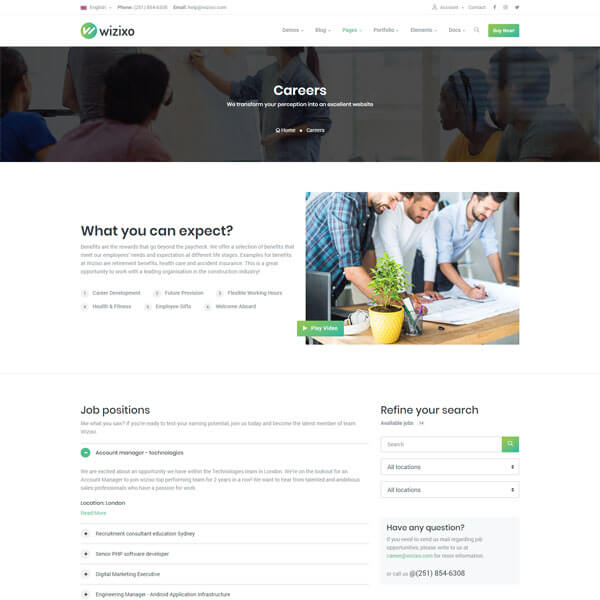 English Phone: (251) 854-6308 Email: help@wizixo.com Account Contact
wizixo Demos Blog Pages Portfolio Elements Docs Buy Now!
Careers
We transform your perception into an excellent website
Home Careers
What you can expect?
Benefits are the rewards that go beyond the paycheck. We offer a selection of benefits that
meet our employees' needs and expectation at different life stages. Examples for benefits
at Wizixo are retirement benefits, health care and accident insurance. This is a great
opportunity to work with a leading organisation in the construction industry!
1 Career Development 2 Future Provision 3 Flexible Working Hours
4 Health & Fitness 5 Employee Gifts 6 Welcome Aboard
Play Video
Job positions
like what you saw? If you're ready to test your earning potential, join us today and become the latest member of team
Wizixo.
Account manager - technologies
We are excited about an opportunity we have within the Technologies team in London. We're on the lookout for an
Account Manager to join wizixo top performing team for 2 years in a row! We want to hear from talented and ambitious
sales professionals who have a passion for work.
Location: London
Read More
Recruitment consultant education Sydney
Senior PHP software developer
Digital Marketing Executive
Engineering Manager - Android Application Infrastructure
Refine your search
Available jobs 14
Search
All locations
All locations
Have any question?
If you need to send us mail regarding job
opportunities, please write to us at
career@wizixo.com for more information.
or call us @(251) 854-6308